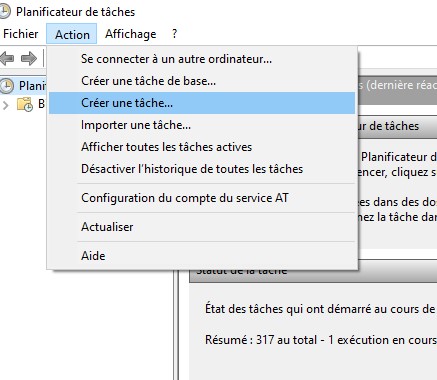 Planificateur de tâches
Fichier Action Affichage ?
Se connecter à un autre ordinateur...
Créer une tâche de base...
Créer une tâche...
Importer une tâche...
Afficher toutes les tâches actives
Désactiver l'historique de toutes les tâches
Configuration du compte du service AT
Actualiser
Aide
Planif
B
(dernière réac
ur de tâches
Planificateur d
encer, cliquez s
es dans des dos
nez la tâche dan
Statut de la tâche
État des tâches qui ont démarré au cours de
Résumé : 317 au total - 1 exécution en cours